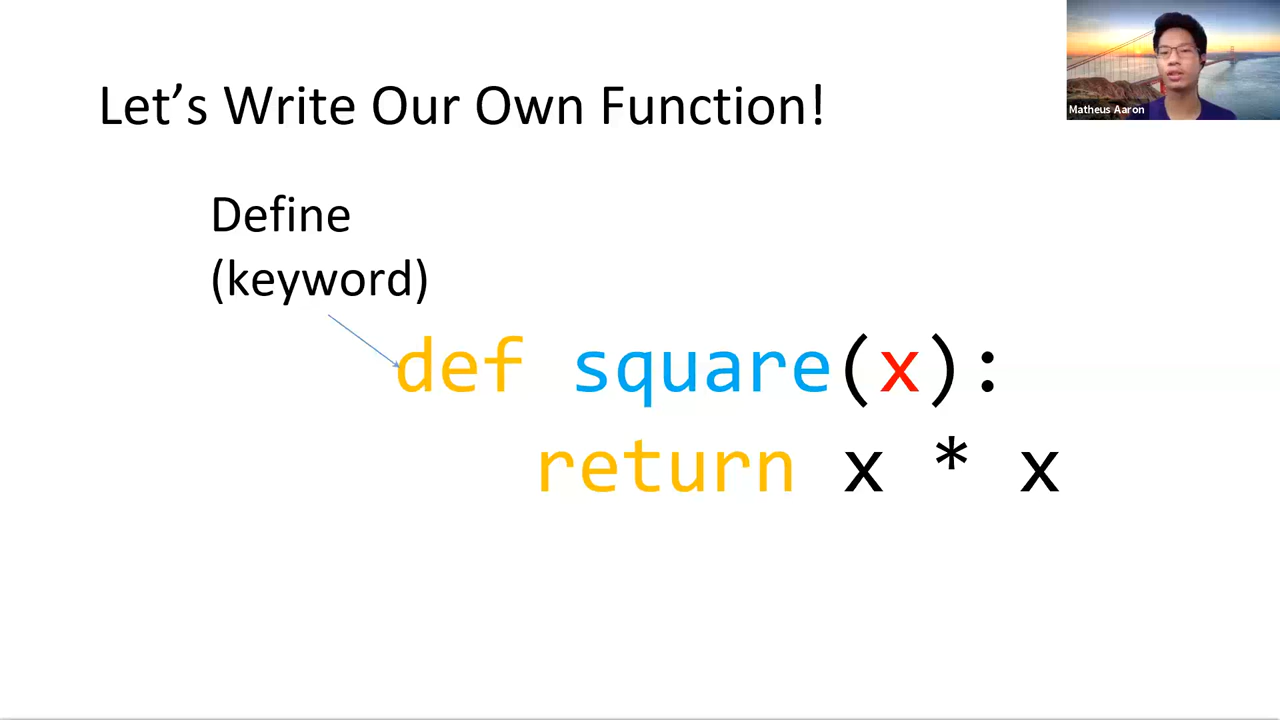 Let’s Write Our Own Function!
Matheus Aaron
Define
(keyword)
def square(x):
return x * x